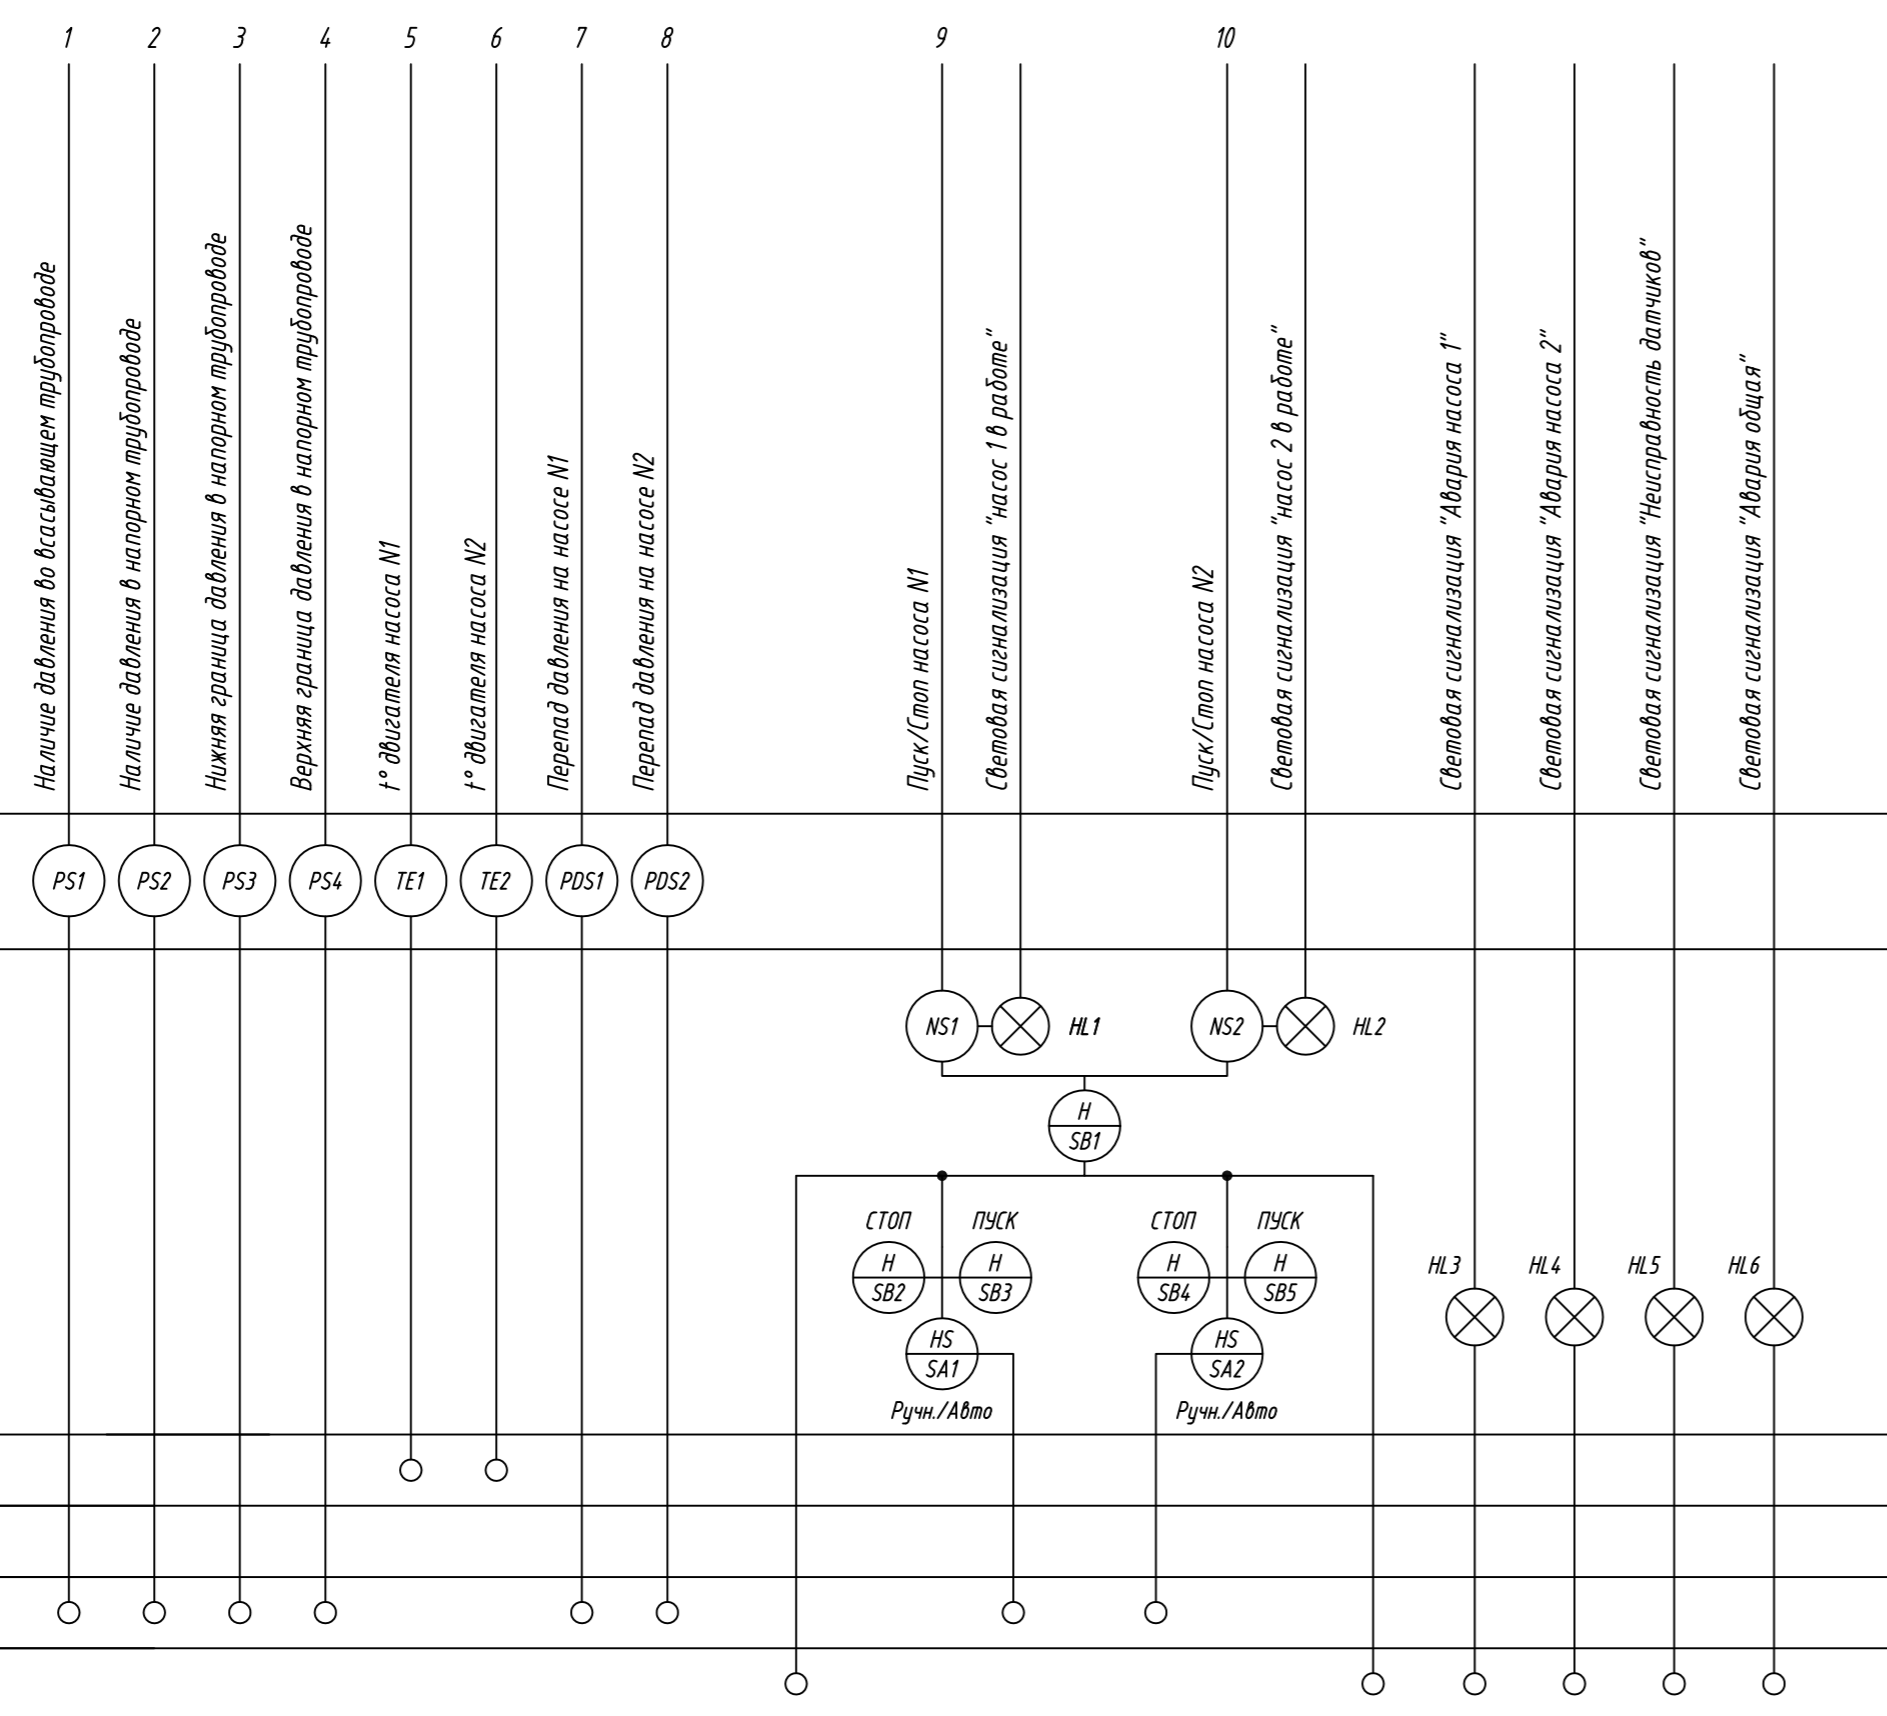 1 2 3 4 5 6 7 8 9 10
Наличие давления во всасывающем трубопроводе
Наличие давления в напорном трубопроводе
Нижняя граница давления в напорном трубопроводе
Верхняя граница давления в напорном трубопроводе
t° двигателя насоса N1
t° двигателя насоса N2
Перепад давления на насосе N1
Перепад давления на насосе N2
Пуск/Стоп насоса N1
Световая сигнализация "насос 1 в работе"
Пуск/Стоп насоса N2
Световая сигнализация "насос 2 в работе"
Световая сигнализация "Авария насоса 1"
Световая сигнализация "Авария насоса 2"
Световая сигнализация "Неисправность датчиков"
Световая сигнализация "Авария общая"
PS1 PS2 PS3 PS4 TE1 TE2 PDS1 PDS2
NS1 HL1 NS2 HL2
H
SB1
СТОП ПУСК СТОП ПУСК
H H H H
SB2 SB3 SB4 SB5
HL3 HL4 HL5 HL6
HS HS
SA1 SA2
Ручн./Авто Ручн./Авто